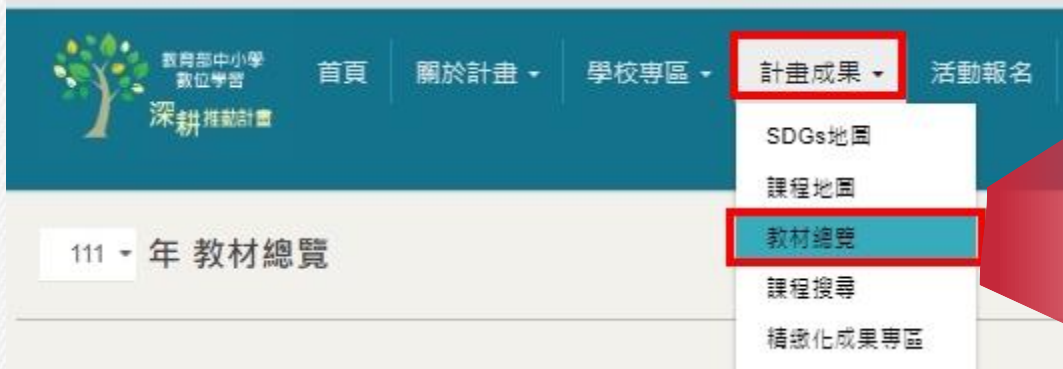 教育部中小學
數位學習
深耕推動計畫
首頁
關於計畫
學校專區
計畫成果
活動報名
SDGs地圖
課程地圖
教材總覽
課程搜尋
精緻化成果專區
111 年 教材總覽